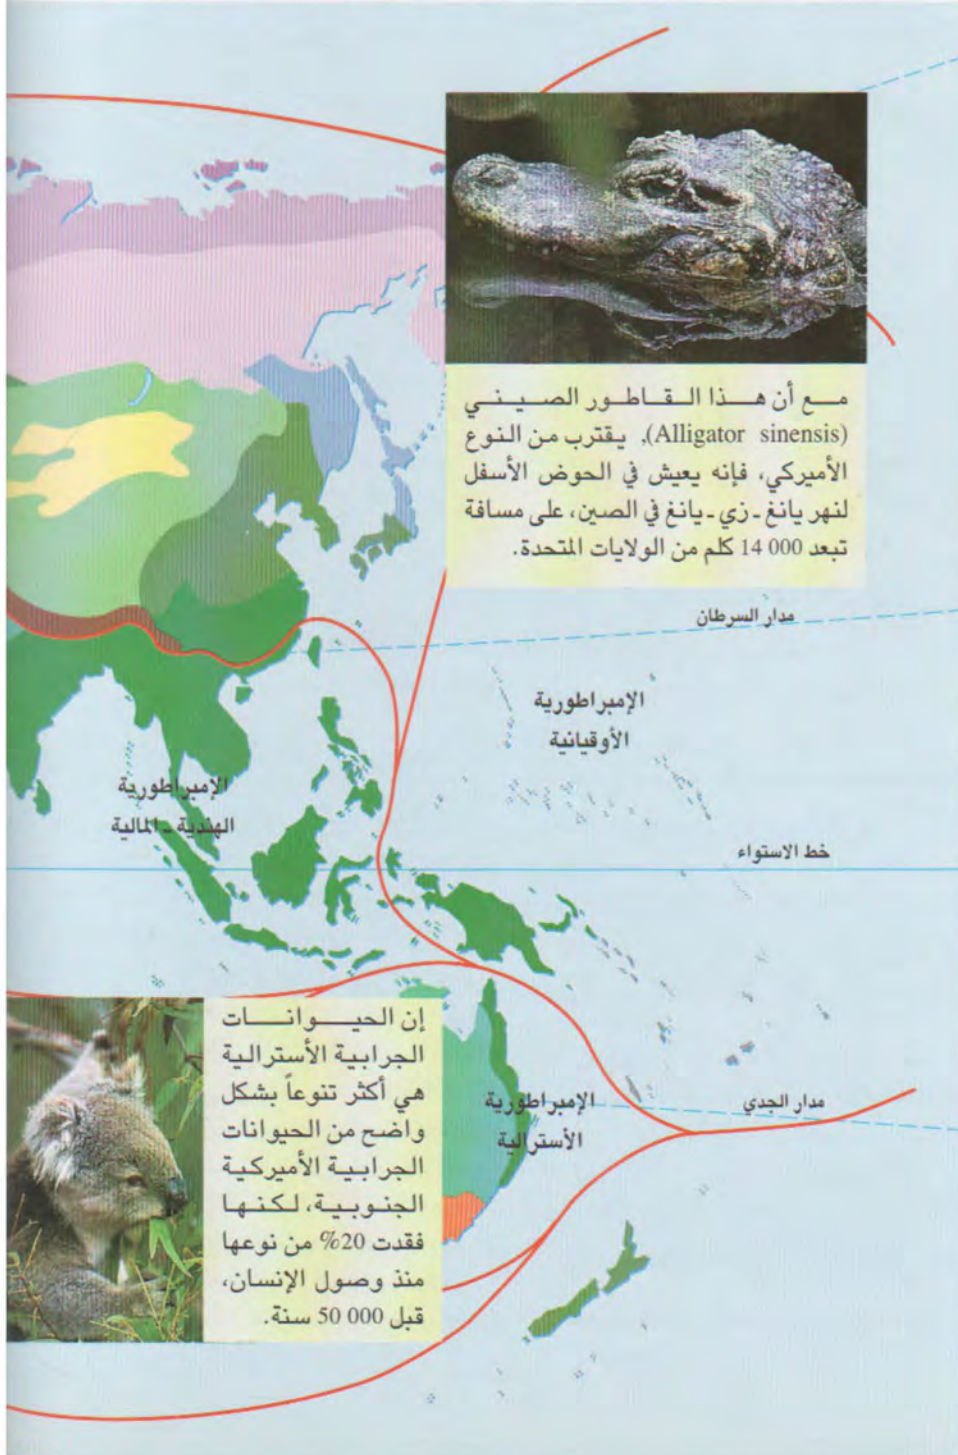 مع أن هذا القاطور الصيني
(Alligator sinensis)، يقترب من النوع
الأميركي، فإنه يعيش في الحوض الأسفل
لنهر يانغ - زي - يانغ في الصين، على مسافة
تبعد 000 14 كلم من الولايات المتحدة.
مدار السرطان
الإمبراطورية
الأوقيانية
الإمبراطورية
الهندية - المالية
خط الاستواء
إن الحيوانات
الجرابية الأسترالية
هي أكثر تنوعاً بشكل
واضح من الحيوانات
الجرابية الأميركية
الجنوبية، لكنها
فقدت 20% من نوعها
منذ وصول الإنسان،
قبل 000 50 سنة.
الإمبراطورية
الأسترالية
مدار الجدي